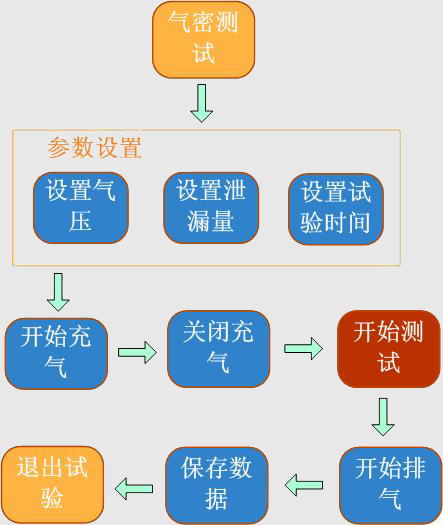 气密测
试
参数设置
设置气
压
设置泄
漏量
设置试
验时间
开始充
气
关闭充
气
开始测
试
退出试
验
保存数
据
开始排
气